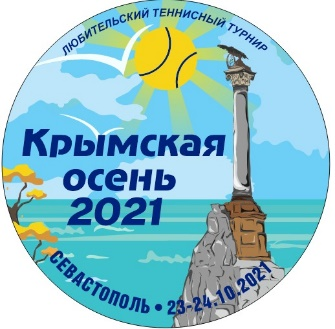 ЛЮБИТЕЛЬСКИЙ ТЕННИСНЫЙ ТУРНИР
Крымская
осень
2021
СЕВАСТОПОЛЬ • 23-24.10.2021